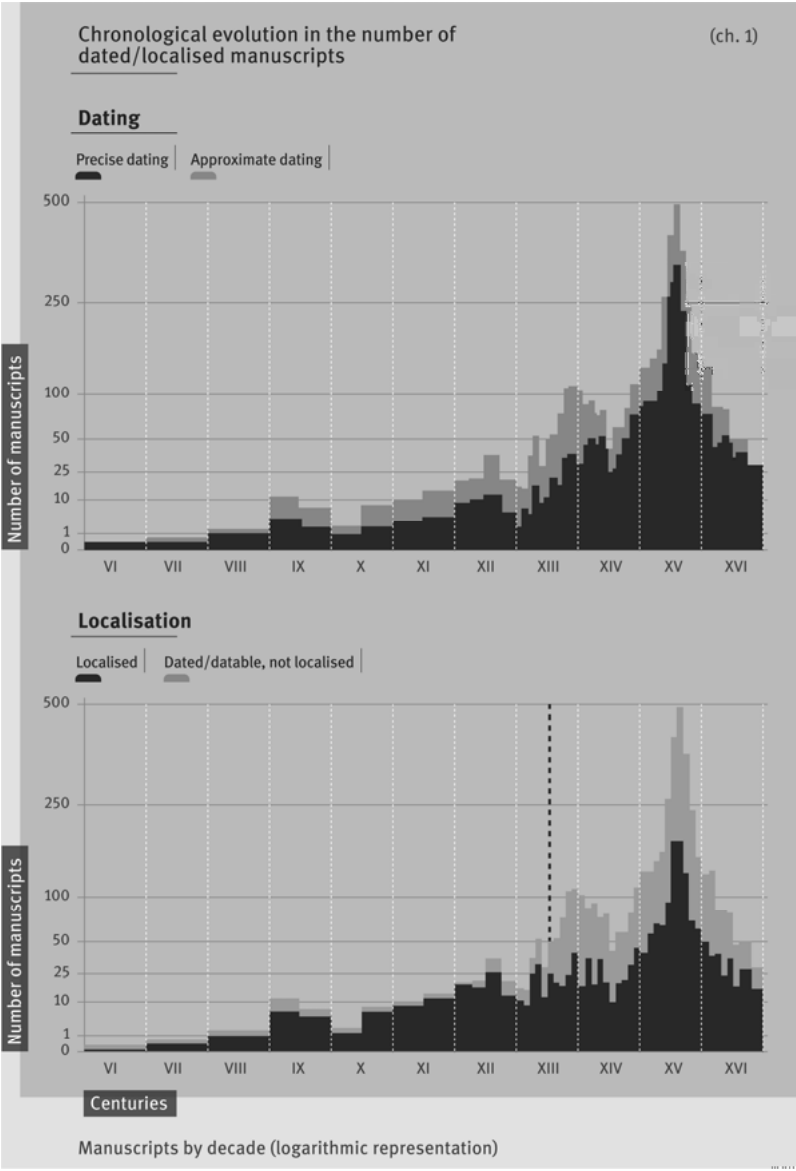 Chronological evolution in the number of
dated/localised manuscripts
(ch. 1)
Dating
Precise dating
Approximate dating
Number of manuscripts
500
250
100
50
25
10
1
0
VI VII VIII IX X XI XII XIII XIV XV XVI
Localisation
Localised
Dated/datable, not localised
Number of manuscripts
500
250
100
50
25
10
1
0
VI VII VIII IX X XI XII XIII XIV XV XVI
Centuries
Manuscripts by decade (logarithmic representation)